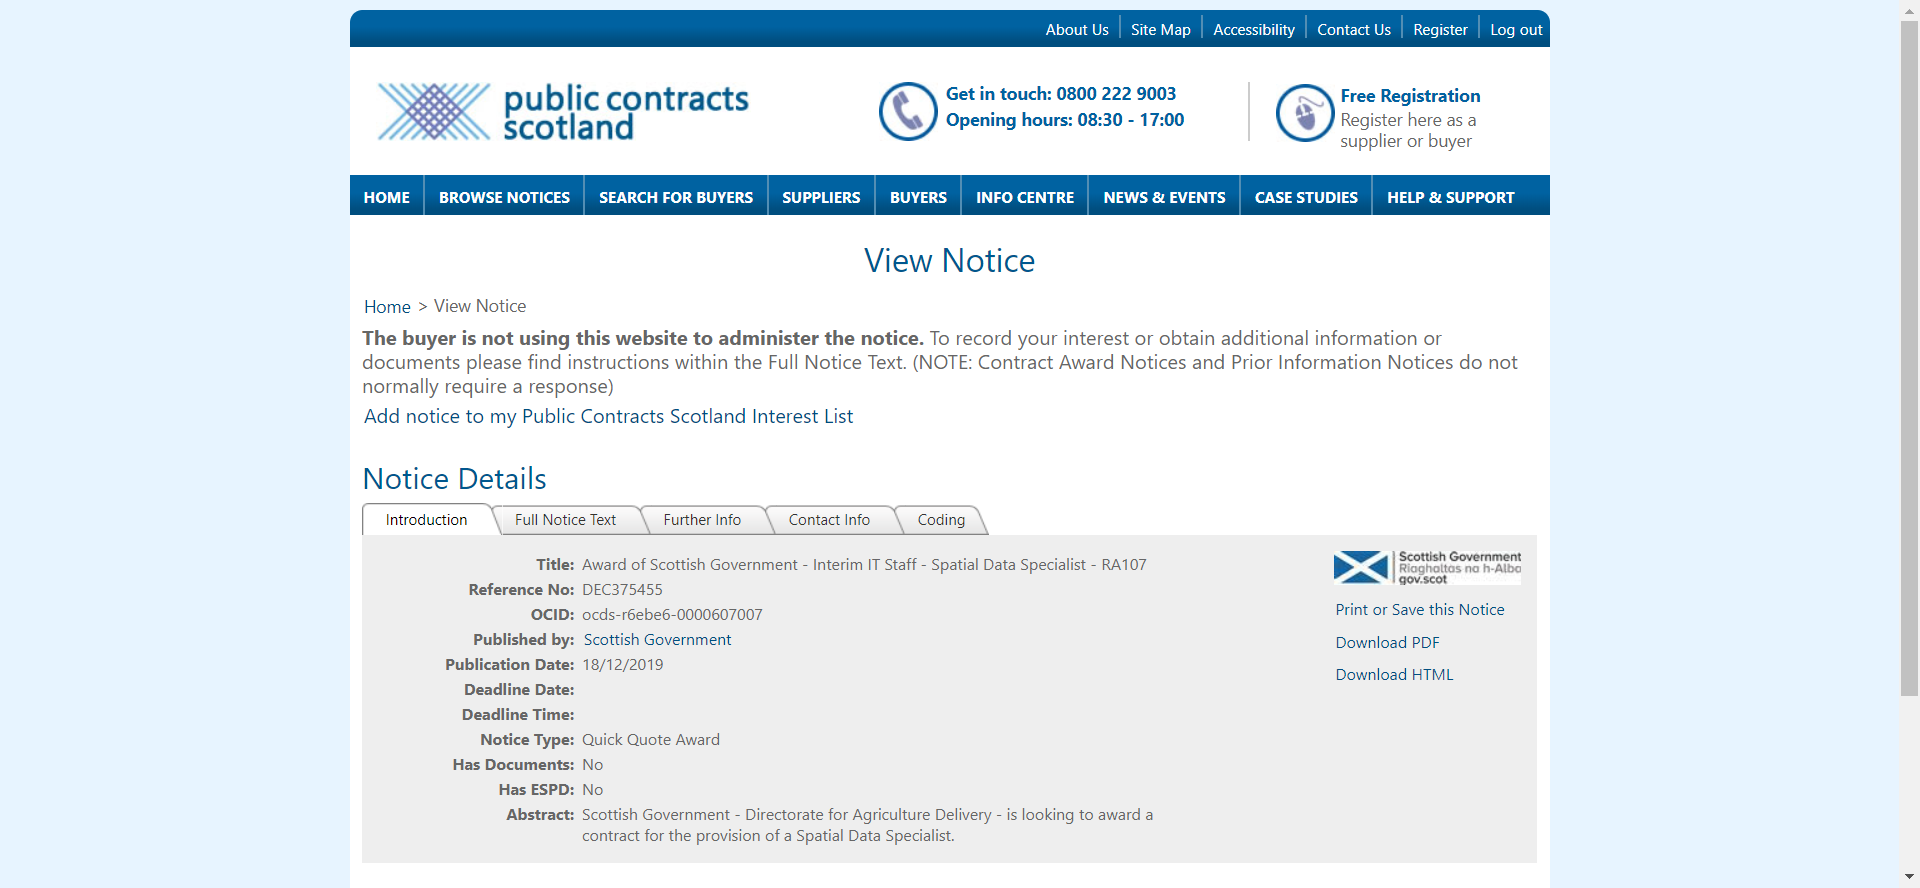 About Us
Site Map
Accessibility
Contact Us
Register
Log out
public contracts
scotland
Get in touch: 0800 222 9003
Opening hours: 08:30 - 17:00
Free Registration
Register here as a
supplier or buyer
HOME
BROWSE NOTICES
SEARCH FOR BUYERS
SUPPLIERS
BUYERS
INFO CENTRE
NEWS & EVENTS
CASE STUDIES
HELP & SUPPORT
View Notice
Home > View Notice
The buyer is not using this website to administer the notice. To record your interest or obtain additional information or
documents please find instructions within the Full Notice Text. (NOTE: Contract Award Notices and Prior Information Notices do not
normally require a response)
Add notice to my Public Contracts Scotland Interest List
Notice Details
Introduction
Full Notice Text
Further Info
Contact Info
Coding
Title: Award of Scottish Government - Interim IT Staff - Spatial Data Specialist - RA107
Reference No: DEC375455
OCID: ocds-r6ebe6-0000607007
Published by: Scottish Government
Publication Date: 18/12/2019
Deadline Date:
Deadline Time:
Notice Type: Quick Quote Award
Has Documents: No
Has ESPD: No
Abstract: Scottish Government - Directorate for Agriculture Delivery - is looking to award a
contract for the provision of a Spatial Data Specialist.
Scottish Government
Riaghaltas na h-Alba
gov.scot
Print or Save this Notice
Download PDF
Download HTML